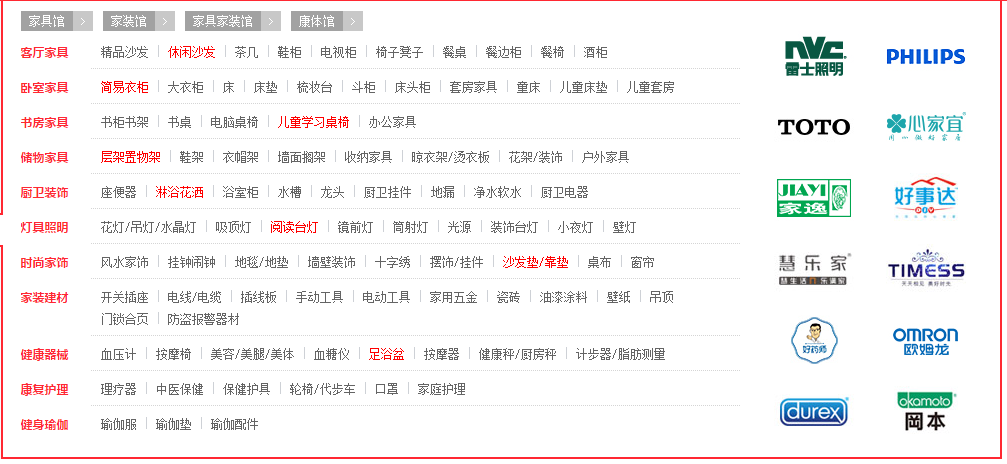 家具馆 家装馆 家具家装馆 康体馆
客厅家具 精品沙发 休闲沙发 茶几 鞋柜 电视柜 椅子凳子 餐桌 餐边柜 餐椅 酒柜
卧室家具 简易衣柜 大衣柜 床 床垫 梳妆台 斗柜 床头柜 套房家具 童床 儿童床垫 儿童套房
书房家具 书柜书架 书桌 电脑桌椅 儿童学习桌椅 办公家具
储物家具 层架置物架 鞋架 衣帽架 墙面搁架 收纳家具 晾衣架/烫衣板 花架/装饰 户外家具
厨卫装饰 座便器 淋浴花洒 浴室柜 水槽 龙头 厨卫挂件 地漏 净水软水 厨卫电器
灯具照明 花灯/吊灯/水晶灯 吸顶灯 阅读台灯 镜前灯 筒射灯 光源 装饰台灯 小夜灯 壁灯
时尚家饰 风水家饰 挂钟闹钟 地毯/地垫 墙壁装饰 十字绣 摆饰/挂件 沙发垫/靠垫 桌布 窗帘
家装建材 开关插座 电线/电缆 插线板 手动工具 电动工具 家用五金 瓷砖 油漆涂料 壁纸 吊顶
门锁合页 防盗报警器材
健康器械 血压计 按摩椅 美容/美腿/美体 血糖仪 足浴盆 按摩器 健康秤/厨房秤 计步器/脂肪测量
康复护理 理疗器 中医保健 保健护具 轮椅/代步车 口罩 家庭护理
健身瑜伽 瑜伽服 瑜伽垫 瑜伽配件
NVC
雷士照明
PHILIPS
TOTO
心家宜
用心做好家居
JIAYI
家逸
好事达
慧乐家
慧生活 乐满家
TIMESS
天天相见 美好时光
好药师
OMRON
欧姆龙
durex
okamoto
岡本